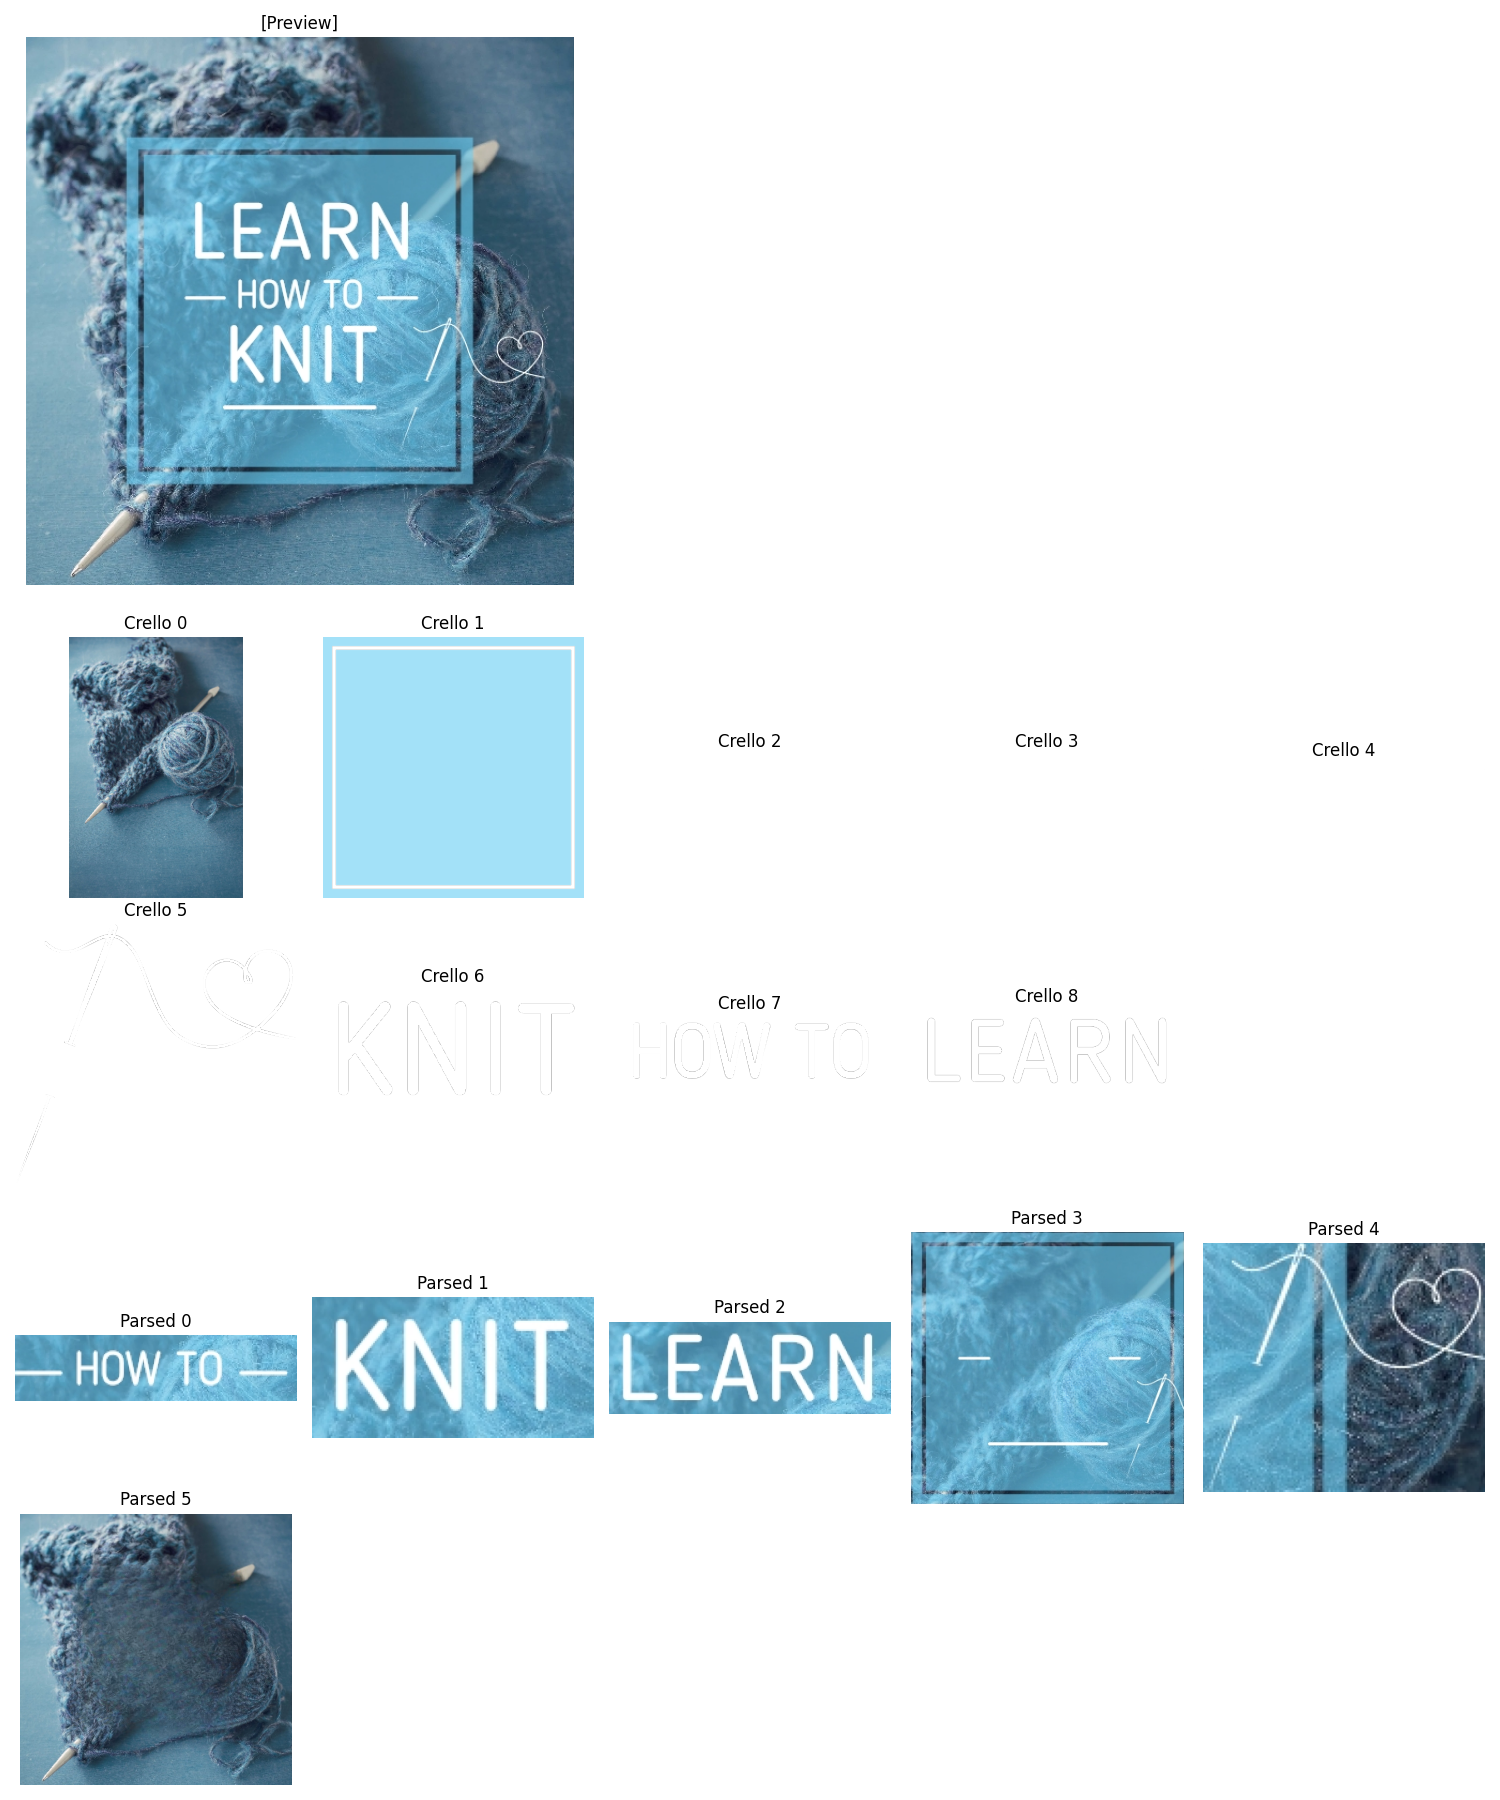 [Preview]
LEARN
HOW TO
KNIT
Crello 0
Crello 1
Crello 2
Crello 3
Crello 4
Crello 5
Crello 6
KNIT
Crello 7
HOW TO
Crello 8
LEARN
Parsed 0
HOW TO
Parsed 1
KNIT
Parsed 2
LEARN
Parsed 3
Parsed 4
Parsed 5